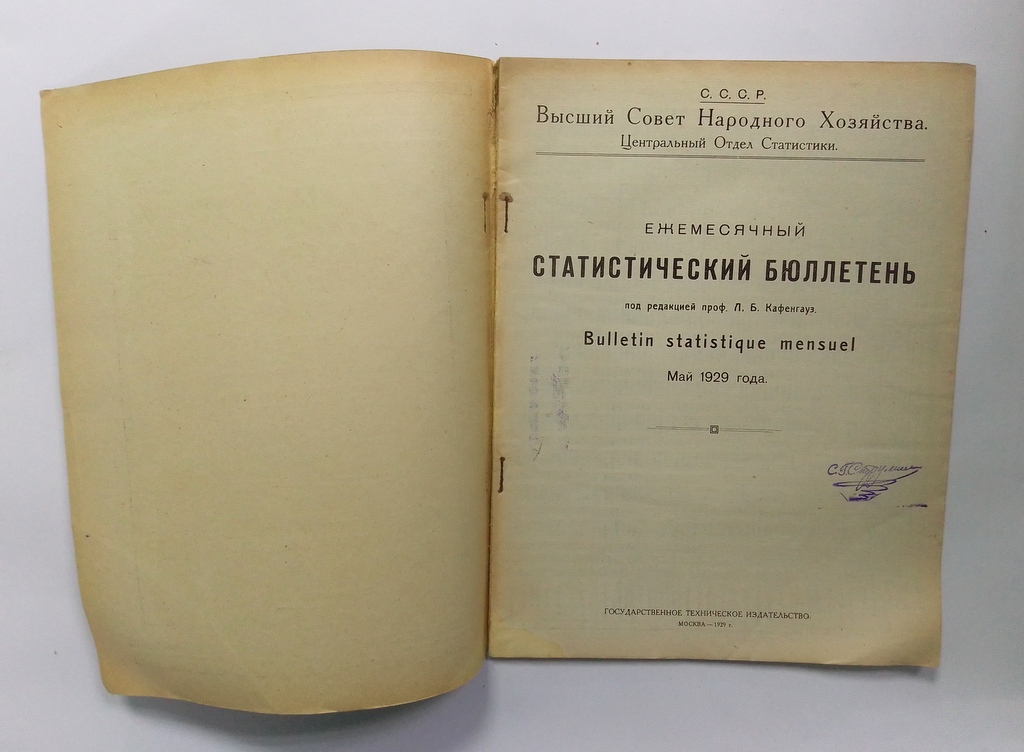 С. С. С. Р.
Высший Совет Народного Хозяйства.
Центральный Отдел Статистики.
ЕЖЕМЕСЯЧНЫЙ
СТАТИСТИЧЕСКИЙ БЮЛЛЕТЕНЬ
под редакцией проф. Л. Б. Кафенгауз.
Bulletin statistique mensuel
Май 1929 года.
С.Г.Струмилин
ГОСУДАРСТВЕННОЕ ТЕХНИЧЕСКОЕ ИЗДАТЕЛЬСТВО
МОСКВА — 1929 г.